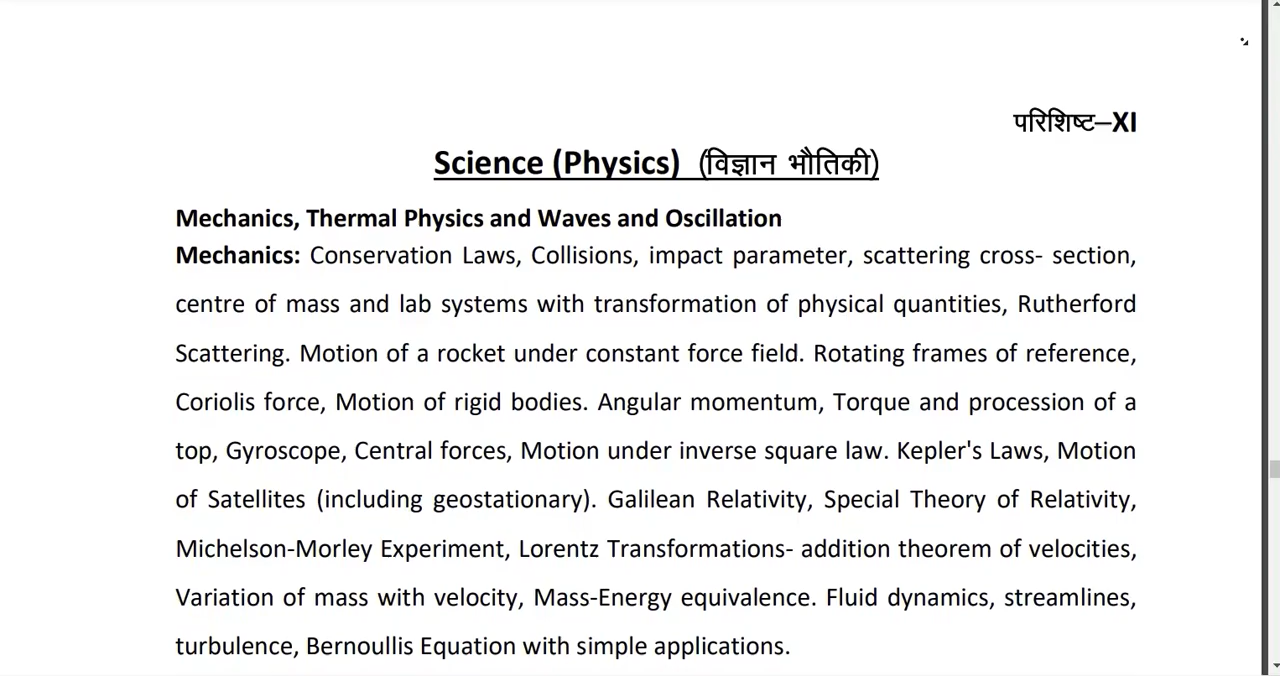 परिशिष्ट–XI
Science (Physics) (विज्ञान भौतिकी)
Mechanics, Thermal Physics and Waves and Oscillation
Mechanics: Conservation Laws, Collisions, impact parameter, scattering cross- section,
centre of mass and lab systems with transformation of physical quantities, Rutherford
Scattering. Motion of a rocket under constant force field. Rotating frames of reference,
Coriolis force, Motion of rigid bodies. Angular momentum, Torque and procession of a
top, Gyroscope, Central forces, Motion under inverse square law. Kepler's Laws, Motion
of Satellites (including geostationary). Galilean Relativity, Special Theory of Relativity,
Michelson-Morley Experiment, Lorentz Transformations- addition theorem of velocities,
Variation of mass with velocity, Mass-Energy equivalence. Fluid dynamics, streamlines,
turbulence, Bernoullis Equation with simple applications.